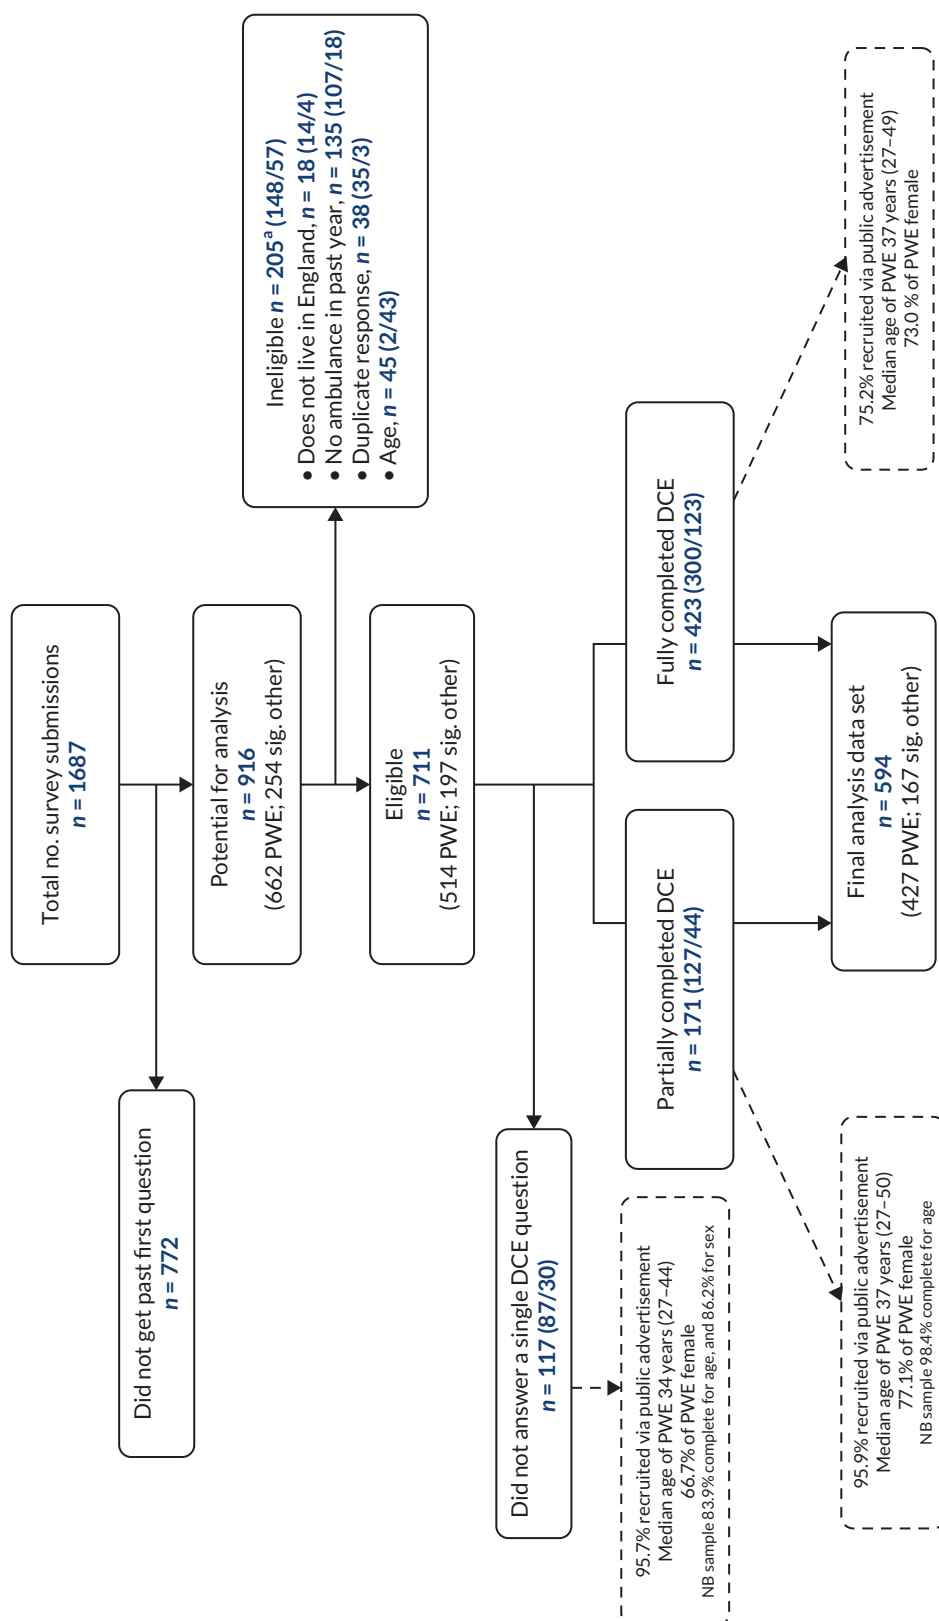 Total no. survey submissions
n = 1687
Did not get past first question
n = 772
Potential for analysis
n = 916
(662 PWE; 254 sig. other)
Ineligible n = 205ª (148/57)
• Does not live in England, n = 18 (14/4)
• No ambulance in past year, n = 135 (107/18)
• Duplicate response, n = 38 (35/3)
• Age, n = 45 (2/43)
Eligible
n = 711
(514 PWE; 197 sig. other)
Did not answer a single DCE question
n = 117 (87/30)
95.7% recruited via public advertisement
Median age of PWE 34 years (27–44)
66.7% of PWE female
NB sample 83.9% complete for age, and 86.2% for sex
Partially completed DCE
n = 171 (127/44)
Fully completed DCE
n = 423 (300/123)
95.9% recruited via public advertisement
Median age of PWE 37 years (27–50)
77.1% of PWE female
NB sample 98.4% complete for age
Final analysis data set
n = 594
(427 PWE; 167 sig. other)
75.2% recruited via public advertisement
Median age of PWE 37 years (27–49)
73.0 % of PWE female